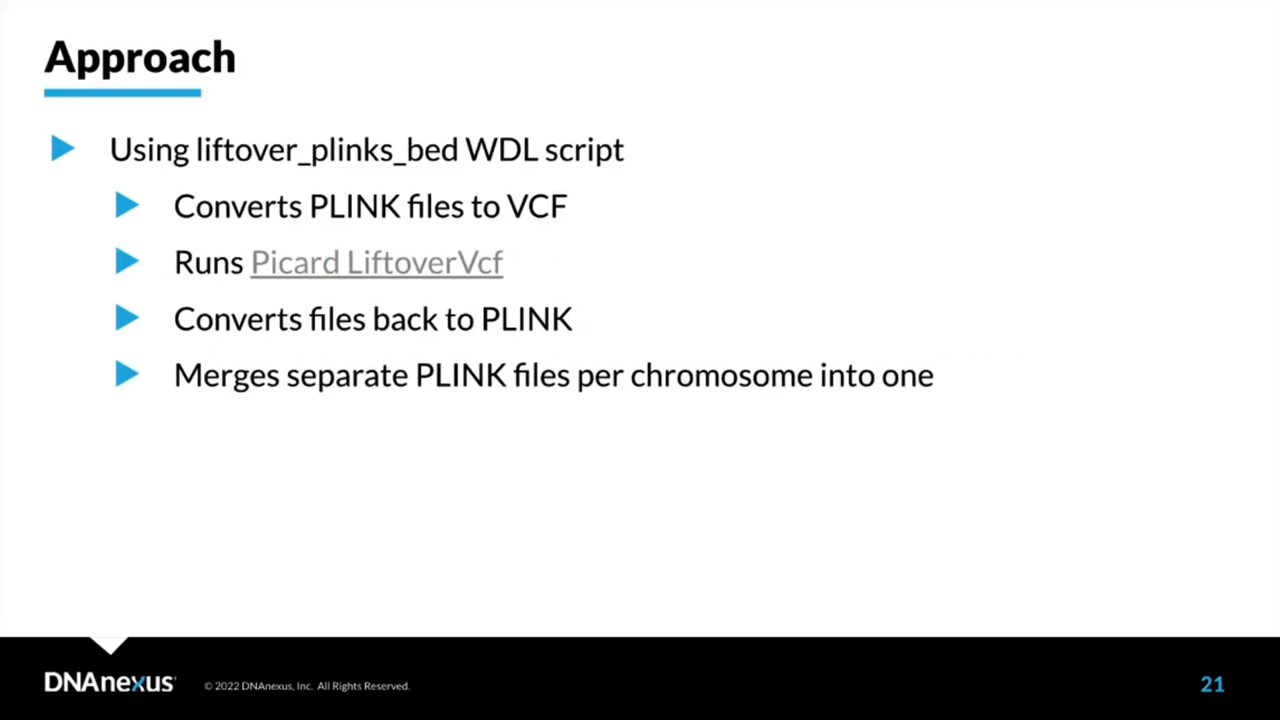 Approach
Using liftover_plinks_bed WDL script
Converts PLINK files to VCF
Runs Picard LiftoverVcf
Converts files back to PLINK
Merges separate PLINK files per chromosome into one
DNAnexus
© 2022 DNAnexus, Inc. All Rights Reserved.
21